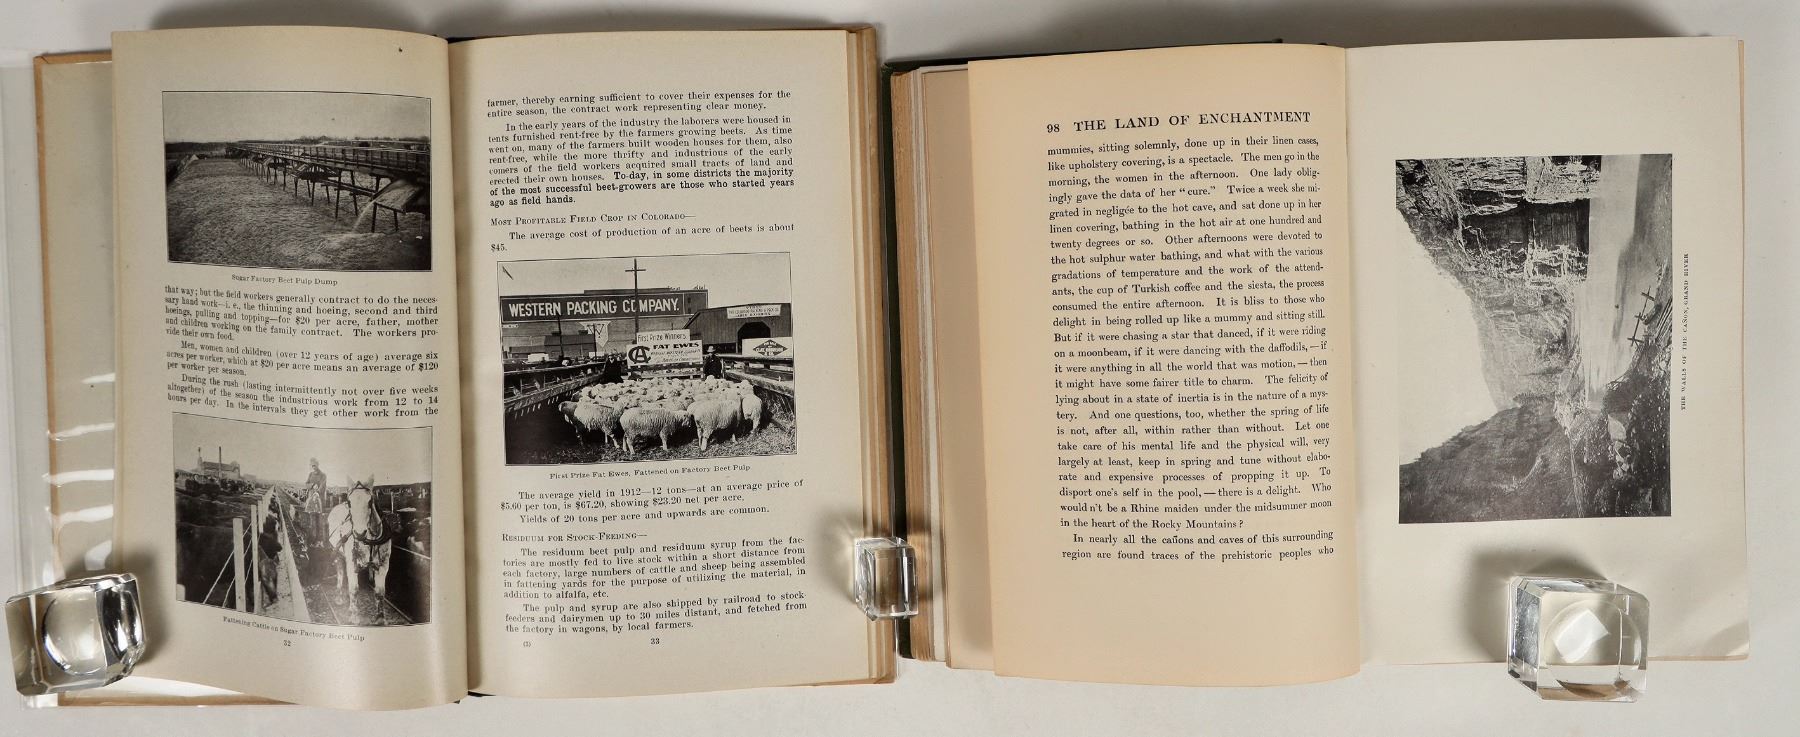 Sugar Factory Beet Pulp Dump
that way; but the field workers generally contract to do the neces-
sary hand work—i. e., the thinning and hoeing, second and third
hoeings, pulling and topping—for $20 per acre, father, mother
and children working on the family contract. The workers pro-
vide their own food.
Men, women and children (over 12 years of age) average six
acres per worker, which at $20 per acre means an average of $120
per worker per season.
During the rush (lasting intermittently not over five weeks
altogether) of the season the industrious work from 12 to 14
hours per day. In the intervals they get other work from the
Fattening Cattle on Sugar Factory Beet Pulp
32
farmer, thereby earning sufficient to cover their expenses for the
entire season, the contract work representing clear money.
In the early years of the industry the laborers were housed in
tents furnished rent-free by the farmers growing beets. As time
went on, many of the farmers built wooden houses for them, also
rent-free, while the more thrifty and industrious of the early
comers of the field workers acquired small tracts of land and
erected their own houses. To-day, in some districts the majority
of the most successful beet-growers are those who started years
ago as field hands.
Most Profitable Field Crop in Colorado—
The average cost of production of an acre of beets is about
$45.
WESTERN PACKING COMPANY.
First Prize Winners
FAT EWES
First Prize Fat Ewes, Fattened on Factory Beet Pulp
The average yield in 1912—12 tons—at an average price of
$5.60 per ton, is $67.20, showing $23.20 net per acre.
Yields of 20 tons per acre and upwards are common.
Residuum for Stock-Feeding—
The residuum beet pulp and residuum syrup from the fac-
tories are mostly fed to live stock within a short distance from
each factory, large numbers of cattle and sheep being assembled
in fattening yards for the purpose of utilizing the material, in
addition to alfalfa, etc.
The pulp and syrup are also shipped by railroad to stock-
feeders and dairymen up to 30 miles distant, and fetched from
the factory in wagons, by local farmers.
33
98 THE LAND OF ENCHANTMENT
mummies, sitting solemnly, done up in their linen cases,
like upholstery covering, is a spectacle. The men go in the
morning, the women in the afternoon. One lady oblig-
ingly gave the data of her “cure.” Twice a week she mi-
grated in negligée to the hot cave, and sat done up in her
linen covering, bathing in the hot air at one hundred and
twenty degrees or so. Other afternoons were devoted to
the hot sulphur water bathing, and what with the various
gradations of temperature and the work of the attend-
ants, the cup of Turkish coffee and the siesta, the process
consumed the entire afternoon. It is bliss to those who
delight in being rolled up like a mummy and sitting still.
But if it were chasing a star that danced, if it were riding
on a moonbeam, if it were dancing with the daffodils, — if
it were anything in all the world that was motion, — then
it might have some fairer title to charm. The felicity of
lying about in a state of inertia is in the nature of a mys-
tery. And one questions, too, whether the spring of life
is not, after all, within rather than without. Let one
take care of his mental life and the physical will, very
largely at least, keep in spring and tune without elabo-
rate and expensive processes of propping it up. To
disport one's self in the pool, — there is a delight. Who
would n't be a Rhine maiden under the midsummer moon
in the heart of the Rocky Mountains?
In nearly all the cañons and caves of this surrounding
region are found traces of the prehistoric peoples who
THE WALLS OF THE CAÑON, GRAND RIVER